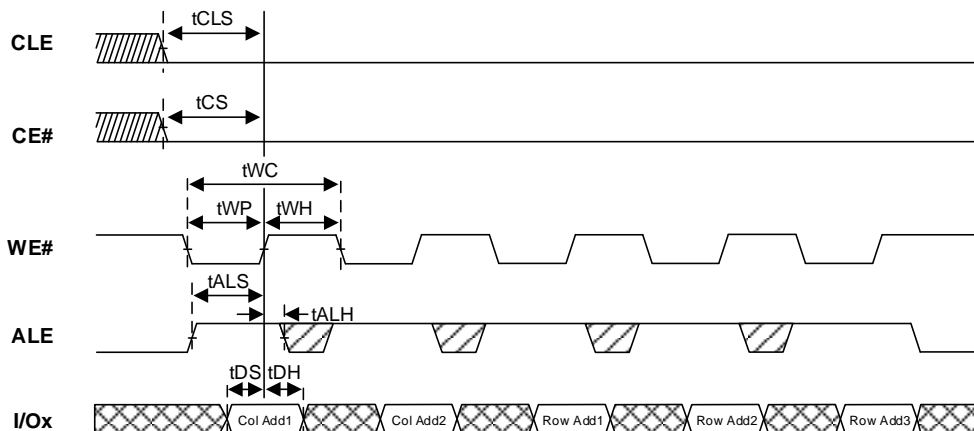 tCLS
CLE
tCS
CE#
tWC
tWP
tWH
WE#
tALS
tALH
ALE
tDS
tDH
I/Ox
Col Add1
Col Add2
Row Add1
Row Add2
Row Add3